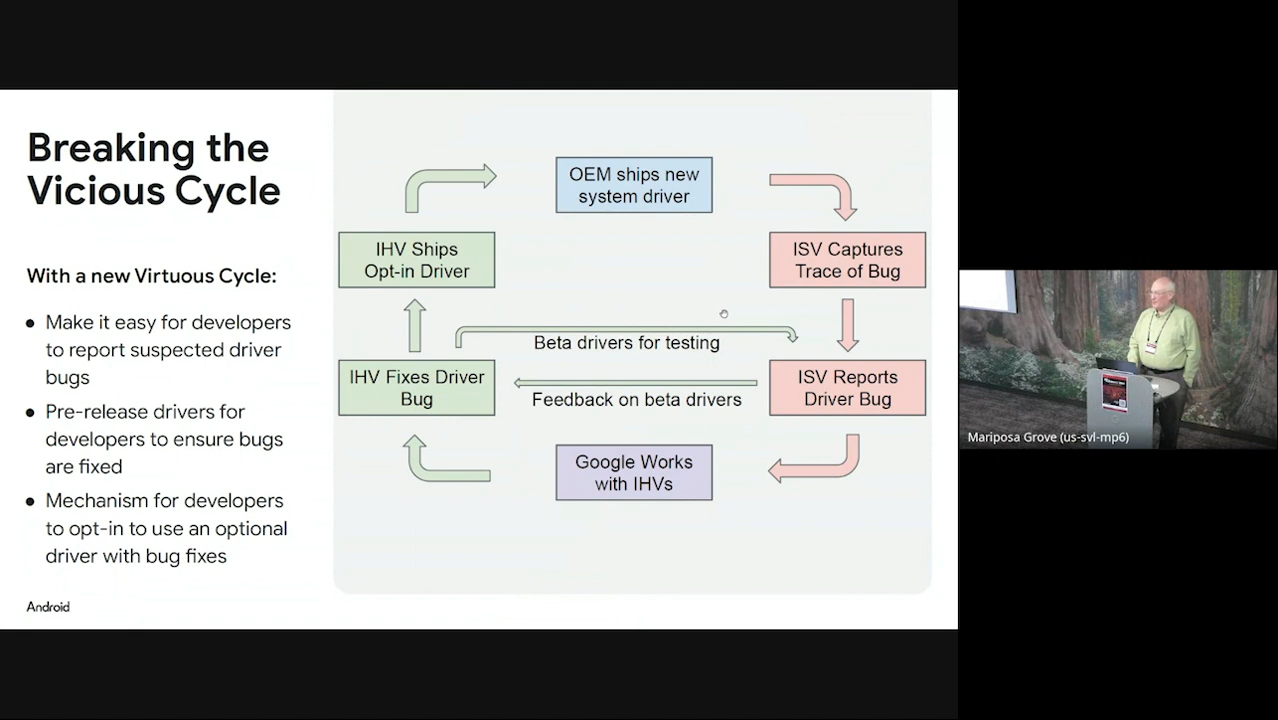 Breaking the
Vicious Cycle
With a new Virtuous Cycle:
● Make it easy for developers
to report suspected driver
bugs
● Pre-release drivers for
developers to ensure bugs
are fixed
● Mechanism for developers
to opt-in to use an optional
driver with bug fixes
Android
OEM ships new
system driver
IHV Ships
Opt-in Driver
ISV Captures
Trace of Bug
Beta drivers for testing
IHV Fixes Driver
Bug
Feedback on beta drivers
ISV Reports
Driver Bug
Google Works
with IHVs
Mariposa Grove (us-svl-mp6)